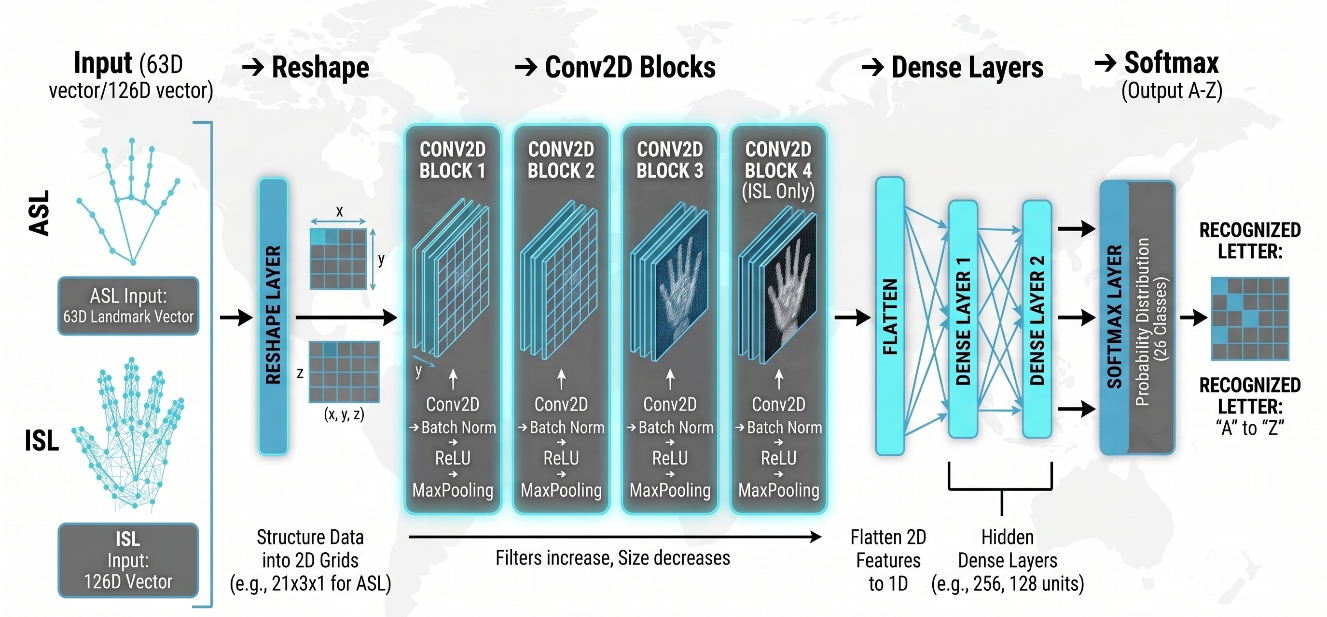 Input (63D
vector/126D vector)
→ Reshape
→ Conv2D Blocks
→ Dense Layers
→ Softmax
(Output A-Z)
ASL
ASL Input:
63D Landmark Vector
ISL
ISL
Input:
126D Vector
RESHAPE LAYER
x
y
z
(x, y, z)
Structure Data
into 2D Grids
(e.g., 21x3x1 for ASL)
CONV2D
BLOCK 1
y
Conv2D
→ Batch Norm
→
ReLU
→
MaxPooling
CONV2D
BLOCK 2
Conv2D
→ Batch Norm
→
ReLU
→
MaxPooling
CONV2D
BLOCK 3
Conv2D
→ Batch Norm
→
ReLU
→
MaxPooling
CONV2D
BLOCK 4
(ISL Only)
Conv2D
→ Batch Norm
→
ReLU
→
MaxPooling
Filters increase, Size decreases
FLATTEN
Flatten 2D
Features
to 1D
DENSE LAYER 1
DENSE LAYER 2
Hidden
Dense Layers
(e.g., 256, 128 units)
SOFTMAX LAYER
Probability Distribution
(26 Classes)
RECOGNIZED
LETTER:
RECOGNIZED
LETTER:
“A” to “Z”